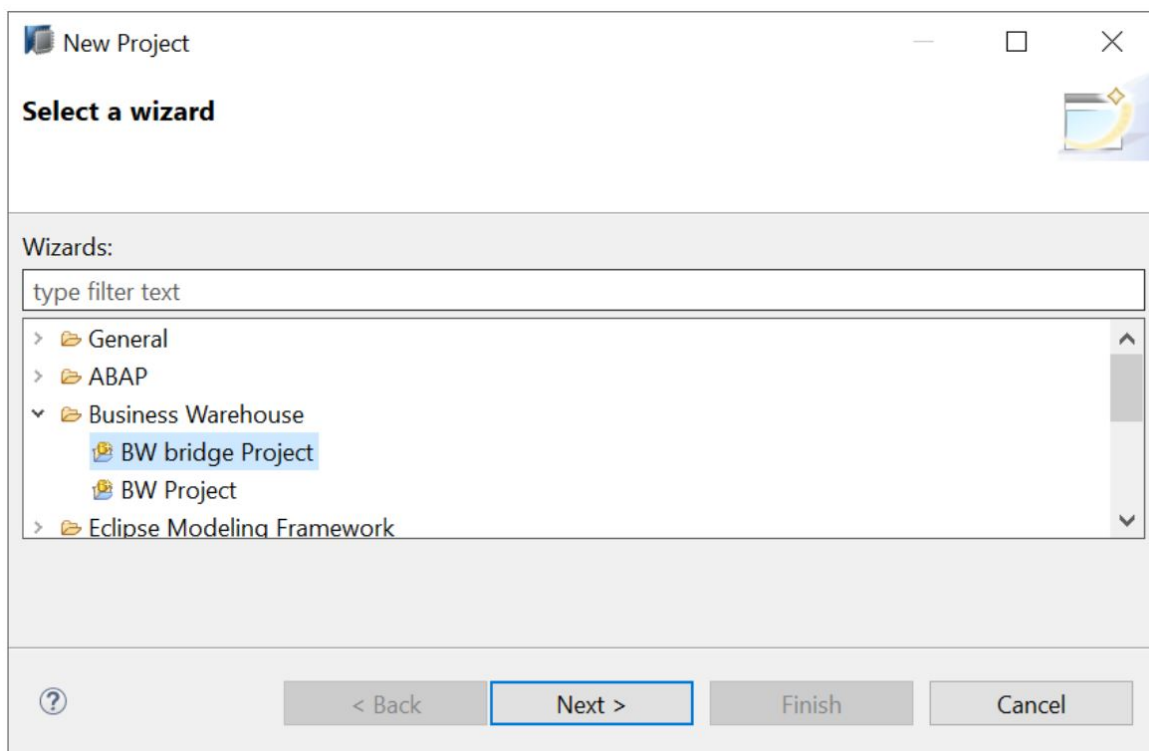 New Project
Select a wizard
Wizards:
type filter text
General
ABAP
Business Warehouse
BW bridge Project
BW Project
Eclipse Modeling Framework
?
< Back Next > Finish Cancel